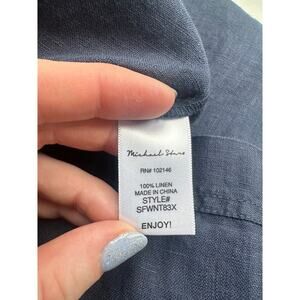 Michael Stars
RN# 102146
100% LINEN
MADE IN CHINA
STYLE#
SFWNT83X
ENJOY!